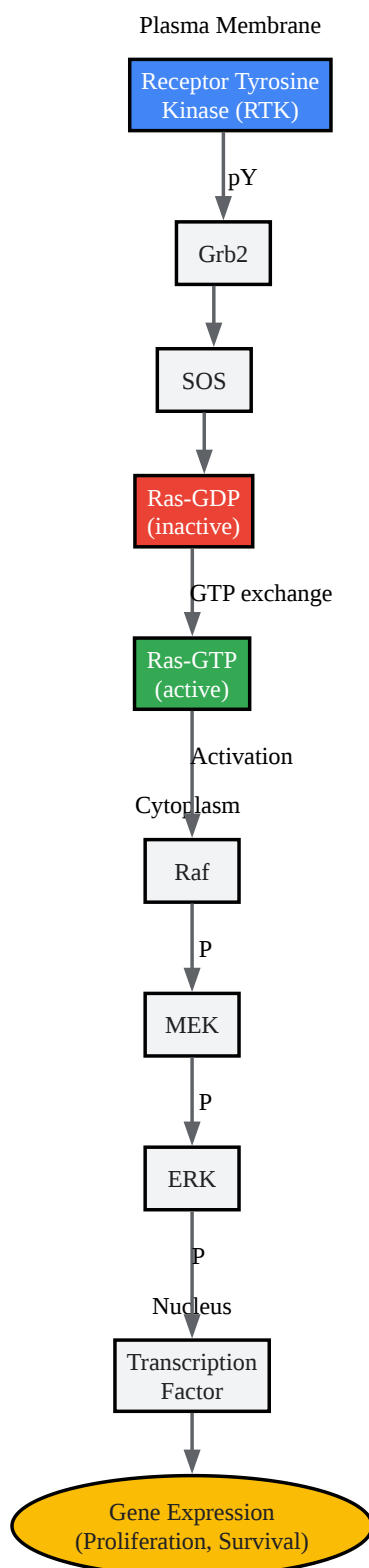 Plasma Membrane
Receptor Tyrosine
Kinase (RTK)
pY
Grb2
SOS
Ras-GDP
(inactive)
GTP exchange
Ras-GTP
(active)
Activation
Cytoplasm
Raf
P
MEK
P
ERK
P
Nucleus
Transcription
Factor
Gene Expression
(Proliferation, Survival)